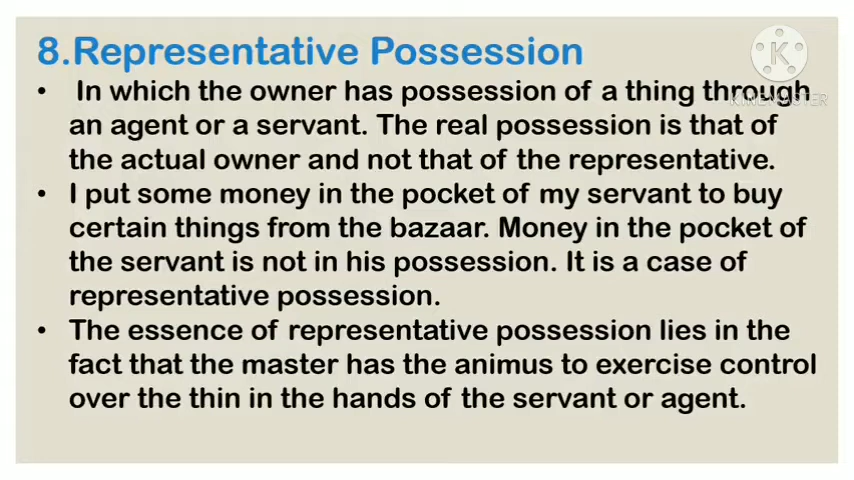 8.Representative Possession
• In which the owner has possession of a thing through
an agent or a servant. The real possession is that of
the actual owner and not that of the representative.
• I put some money in the pocket of my servant to buy
certain things from the bazaar. Money in the pocket of
the servant is not in his possession. It is a case of
representative possession.
• The essence of representative possession lies in the
fact that the master has the animus to exercise control
over the thin in the hands of the servant or agent.
K
KINEMASTER